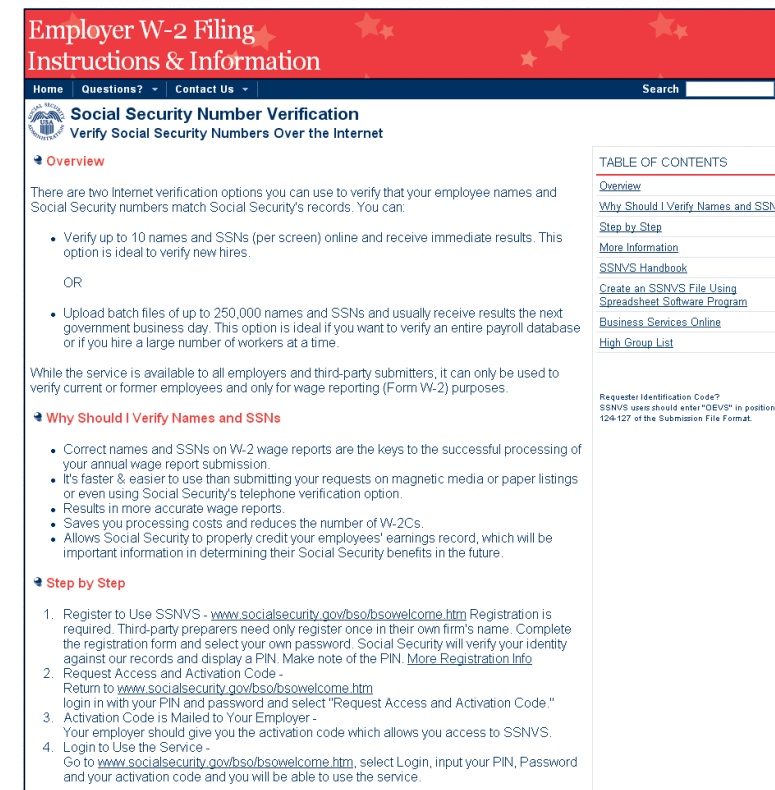 Employer W-2 Filing
Instructions & Information
Home Questions? Contact Us Search
Social Security Number Verification
Verify Social Security Numbers Over the Internet
Overview
There are two Internet verification options you can use to verify that your employee names and
Social Security numbers match Social Security's records. You can:
Verify up to 10 names and SSNs (per screen) online and receive immediate results. This
option is ideal to verify new hires.
OR
Upload batch files of up to 250,000 names and SSNs and usually receive results the next
government business day. This option is ideal if you want to verify an entire payroll database
or if you hire a large number of workers at a time.
While the service is available to all employers and third-party submitters, it can only be used to
verify current or former employees and only for wage reporting (Form W-2) purposes.
Why Should I Verify Names and SSNs
Correct names and SSNs on W-2 wage reports are the keys to the successful processing of
your annual wage report submission.
It's faster & easier to use than submitting your requests on magnetic media or paper listings
or even using Social Security's telephone verification option.
Results in more accurate wage reports.
Saves you processing costs and reduces the number of W-2Cs.
Allows Social Security to properly credit your employees' earnings record, which will be
important information in determining their Social Security benefits in the future.
Step by Step
1. Register to Use SSNVS - www.socialsecurity.gov/bso/bsowelcome.htm Registration is
required. Third-party preparers need only register once in their own firm's name. Complete
the registration form and select your own password. Social Security will verify your identity
against our records and display a PIN. Make note of the PIN. More Registration Info
2. Request Access and Activation Code -
Return to www.socialsecurity.gov/bso/bsowelcome.htm
login in with your PIN and password and select "Request Access and Activation Code."
3. Activation Code is Mailed to Your Employer -
Your employer should give you the activation code which allows you access to SSNVS.
4. Login to Use the Service -
Go to www.socialsecurity.gov/bso/bsowelcome.htm, select Login, input your PIN, Password
and your activation code and you will be able to use the service.
TABLE OF CONTENTS
Overview
Why Should I Verify Names and SSN
Step by Step
More Information
SSNVS Handbook
Create an SSNVS File Using
Spreadsheet Software Program
Business Services Online
High Group List
Requester Identification Code?
SSNVS users should enter "OEVS" in position
124-127 of the Submission File Format.